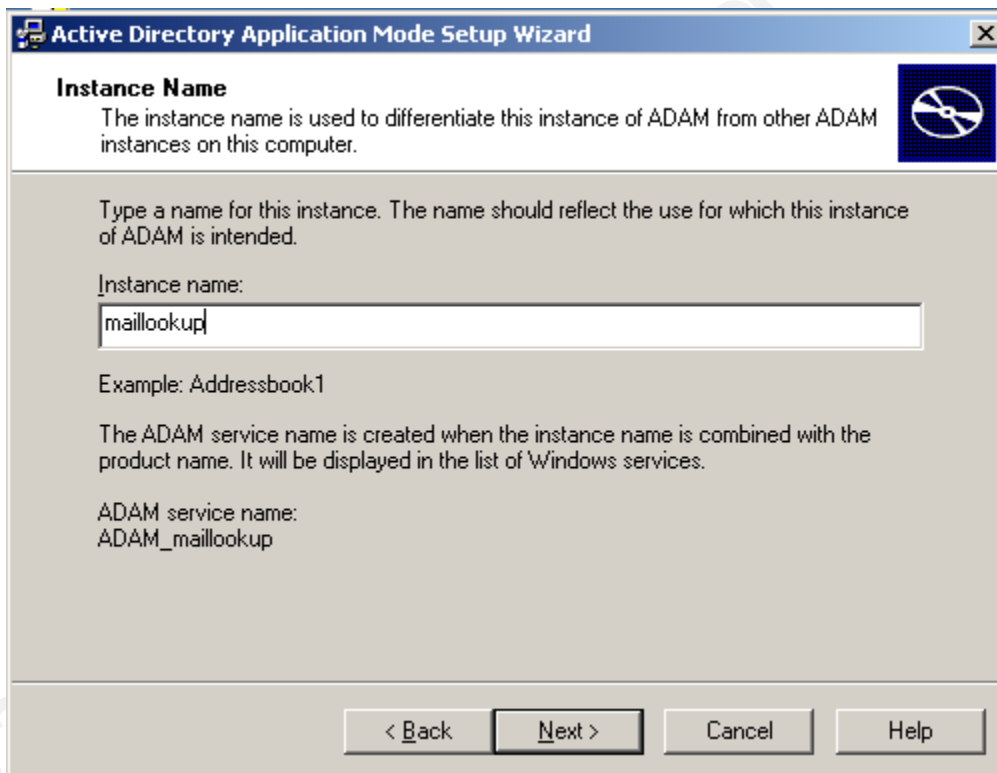 Active Directory Application Mode Setup Wizard
Instance Name
The instance name is used to differentiate this instance of ADAM from other ADAM
instances on this computer.
Type a name for this instance. The name should reflect the use for which this instance
of ADAM is intended.
Instance name:
maillookup
Example: Addressbook1
The ADAM service name is created when the instance name is combined with the
product name. It will be displayed in the list of Windows services.
ADAM service name:
ADAM_maillookup
< Back Next > Cancel Help